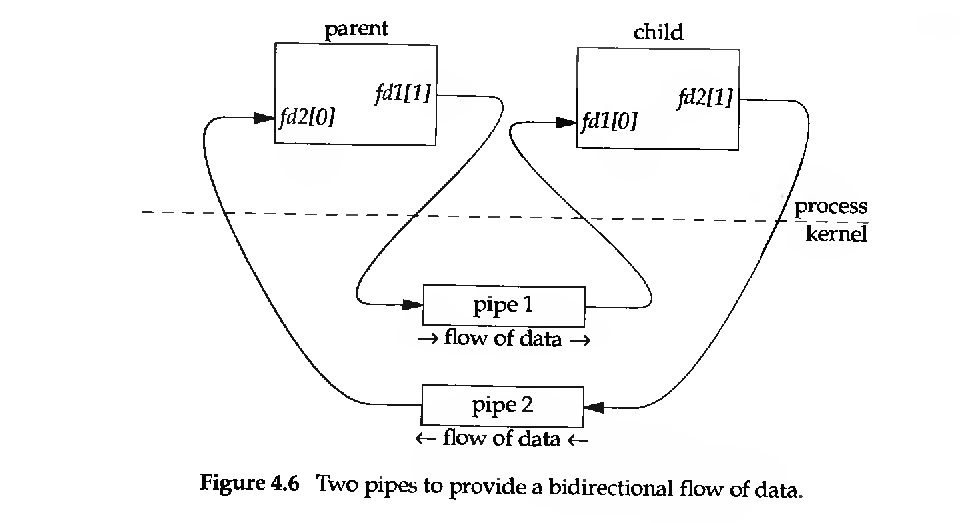 parent
child
fd1[1]
fd2[0]
fd2[1]
fd1[0]
process
kernel
pipe 1
→ flow of data →
pipe 2
← flow of data ←
Figure 4.6 Two pipes to provide a bidirectional flow of data.